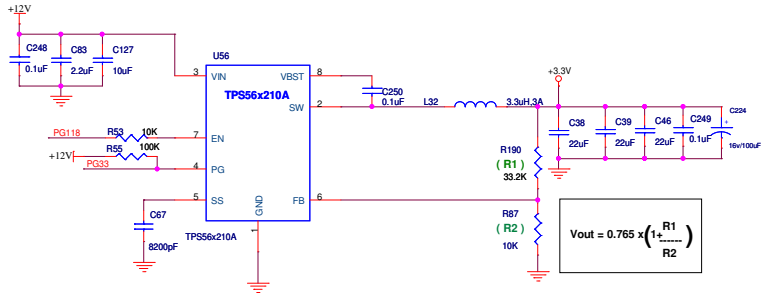 +12V
C248
0.1uF
C83
2.2uF
C127
10uF
U56
TPS56x210A
3 VIN
VBST 8
SW 2
7 EN
4 PG
5 SS
FB 6
GND
1
TPS56x210A
C250
0.1uF
L32
3.3uH,3A
+3.3V
C38
22uF
C39
22uF
C46
22uF
C249
0.1uF
C224
+
16v/100uF
PG118
R53
10K
R55
100K
+12V
PG33
C67
8200pF
R190
( R1 )
33.2K
R87
( R2 )
10K
Vout = 0.765 x(1+R1------R2)